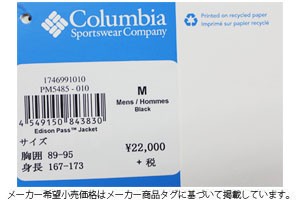 Columbia
Sportswear Company
Printed on recycled paper
Imprimé sur papier recyclé
1746991010
PM5485 - 010
4 549150 843830
Edison Pass™ Jacket
サイズ
胸囲 89-95
身長 167-173
M
Mens / Hommes
Black
¥22,000
+ 税
メーカー希望小売価格はメーカー商品タグに基づいて掲載しています。